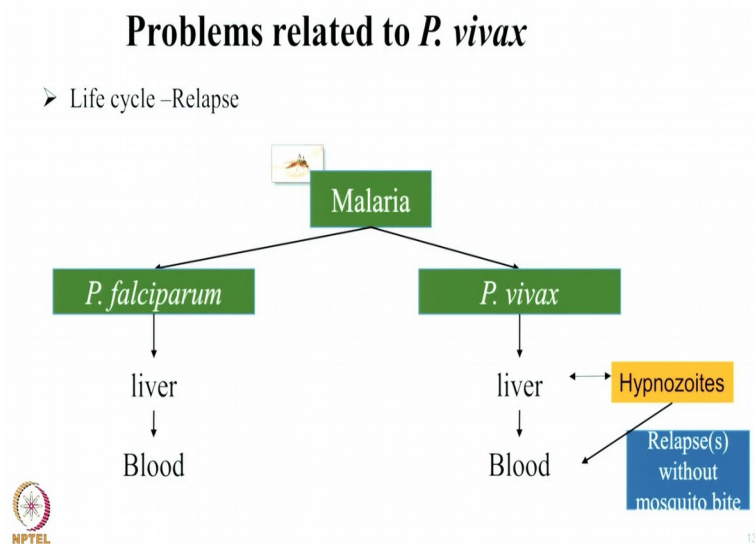 Problems related to P. vivax
➤ Life cycle –Relapse
Malaria
P. falciparum
P. vivax
liver
liver
Hypnozoites
Blood
Blood
Relapse(s)
without
mosquito bite
NPTEL
13